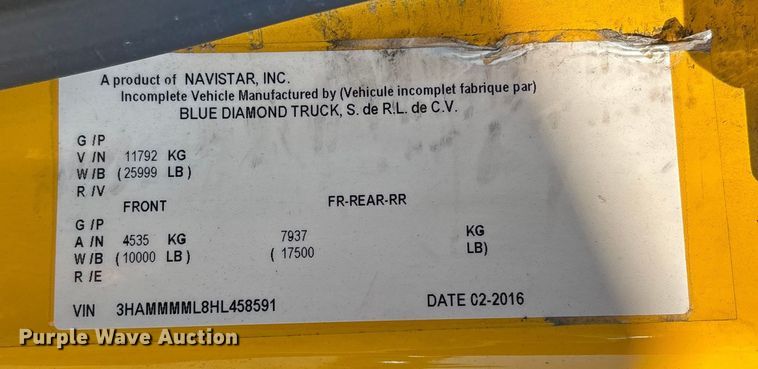 A product of NAVISTAR, INC.
Incomplete Vehicle Manufactured by (Vehicule incomplet fabrique par)
BLUE DIAMOND TRUCK, S. de R.L. de C.V.
G /P
V /N 11792 KG
W/B (25999 LB)
R /V
FRONT FR-REAR-RR
G /P
A /N 4535 KG 7937 KG
W/B (10000 LB) ( 17500 LB)
R /E
VIN 3HAMMMML8HL458591 DATE 02-2016
Purple Wave Auction